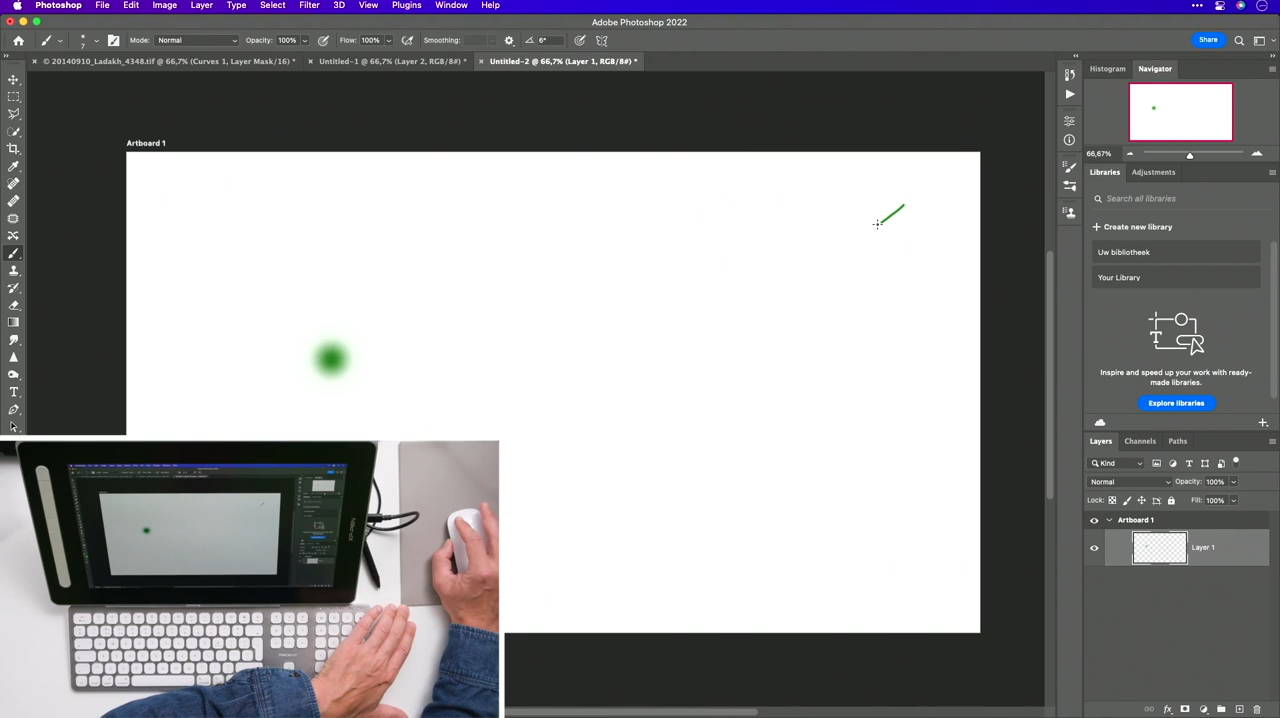 Photoshop File Edit Image Layer Type Select Filter 3D View Plugins Window Help
Adobe Photoshop 2022
7 Mode: Normal Opacity: 100% Flow: 100% Smoothing: 6° Share
© 20140910_Ladakh_4348.tif @ 66,7% (Curves 1, Layer Mask/16) * Untitled-1 @ 66,7% (Layer 2, RGB/8#) * Untitled-2 @ 66,7% (Layer 1, RGB/8#) *
Histogram Navigator
Artboard 1
66,67%
Libraries Adjustments
Search all libraries
Create new library
Uw bibliotheek
Your Library
Inspire and speed up your work with ready-
made libraries.
Explore libraries
Layers Channels Paths
Kind
Normal Opacity: 100%
Lock: Fill: 100%
Artboard 1
Layer 1